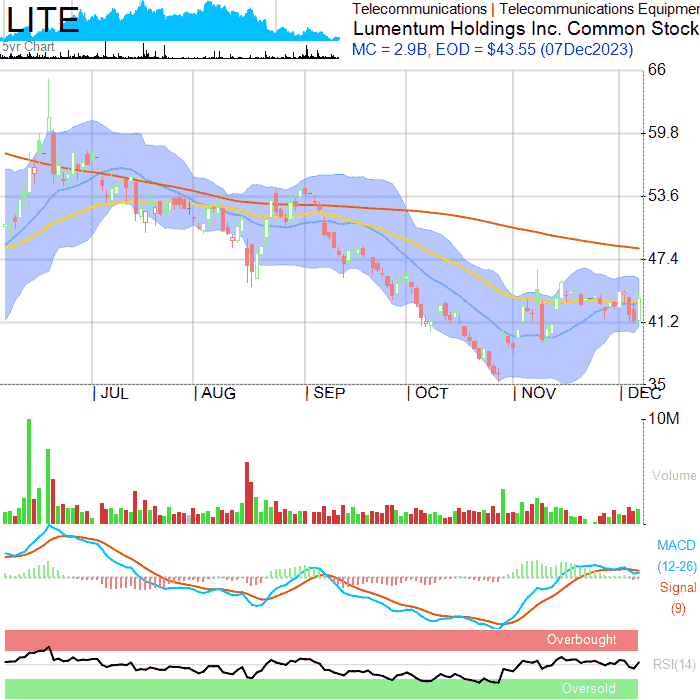 LITE
5yr Chart
Telecommunications | Telecommunications Equipmen
Lumentum Holdings Inc. Common Stock
MC = 2.9B, EOD = $43.55 (07Dec2023)
66
59.8
53.6
47.4
41.2
35
JUL AUG SEP OCT NOV DEC
10M
Volume
MACD
(12-26)
Signal
(9)
Overbought
RSI(14)
Oversold